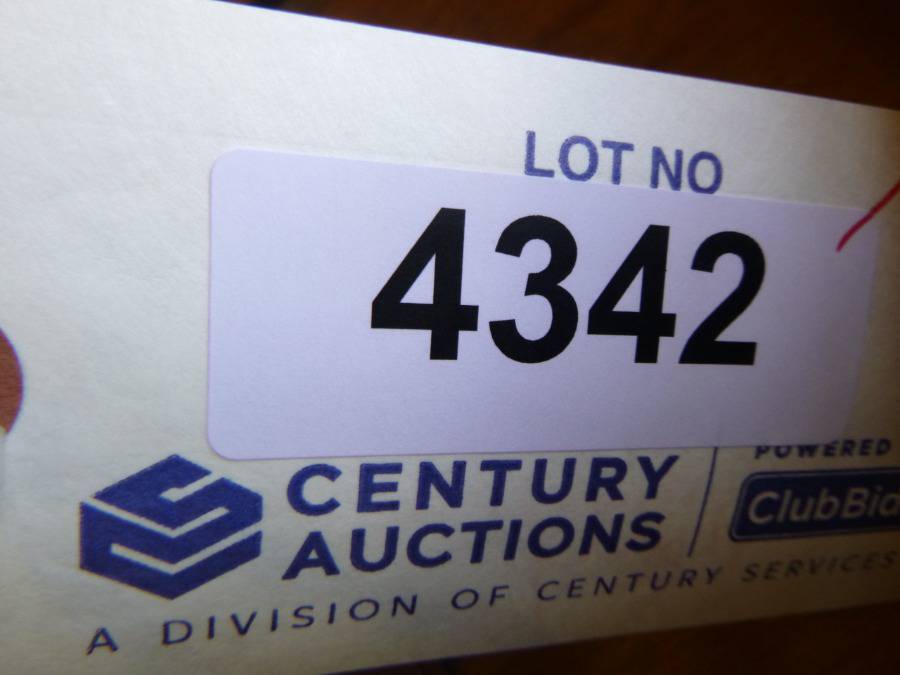 LOT NO
4342
CENTURY
AUCTIONS
POWERED
ClubBid
A DIVISION OF CENTURY SERVICES